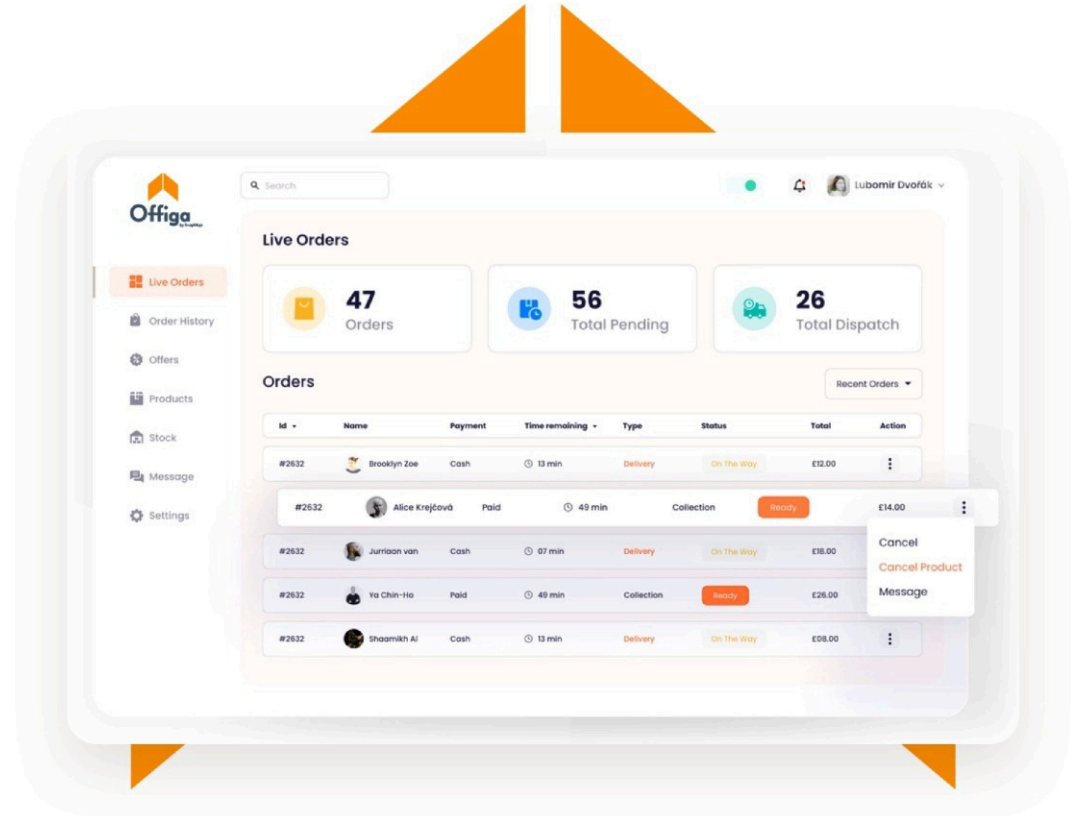 Search
Lubomir Dvořák
Offiga
Live Orders
Live Orders
Order History
Offers
Products
Stock
Message
Settings
47
Orders
56
Total Pending
26
Total Dispatch
Orders
Recent Orders
Id Name Payment Time remaining Type Status Total Action
#2632 Brooklyn Zoe Cash 13 min Delivery On The Way £12.00
#2632 Alice Krejčová Paid 49 min Collection Ready £14.00
Cancel
Cancel Product
Message
#2632 Jurriaan van Cash 07 min Delivery On The Way £18.00
#2632 Ya Chin-Ho Paid 49 min Collection Ready £26.00
#2632 Shaamikh Al Cash 13 min Delivery On The Way £08.00